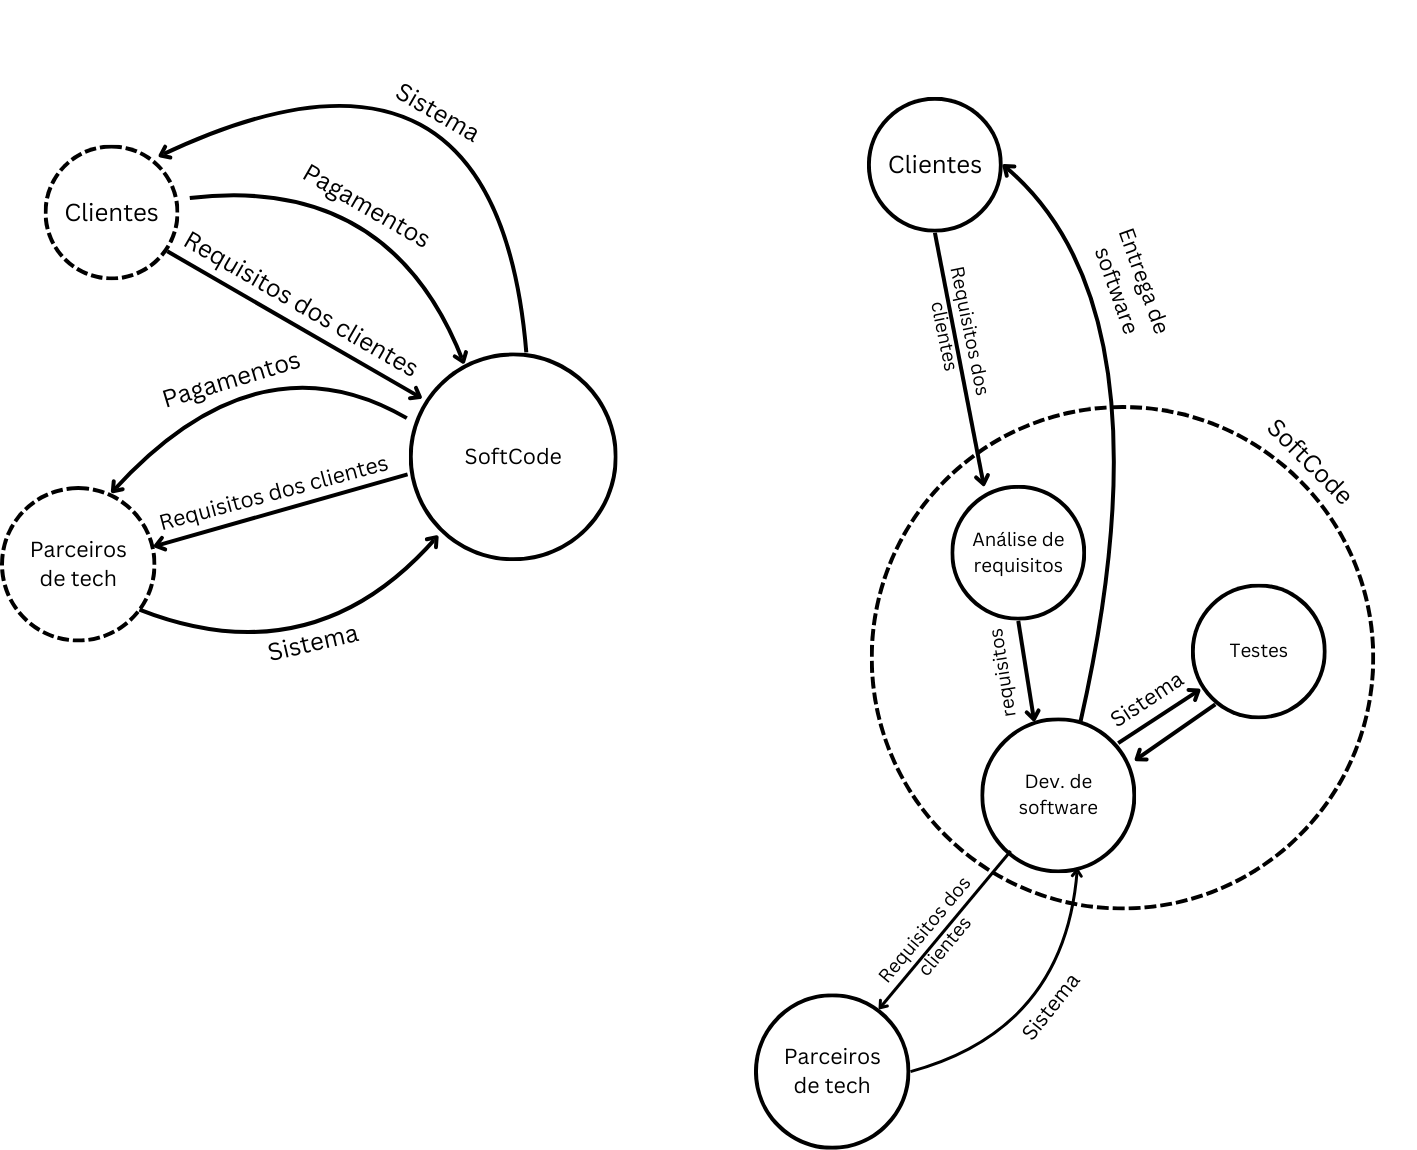 Sistema
Pagamentos
Clientes
Requisitos dos clientes
Pagamentos
SoftCode
Requisitos dos clientes
Parceiros
de tech
Sistema
Clientes
Entrega de
software
Requisitos dos
clientes
SoftCode
Análise de
requisitos
requisitos
Testes
Sistema
Dev. de
software
Requisitos dos
clientes
Sistema
Parceiros
de tech